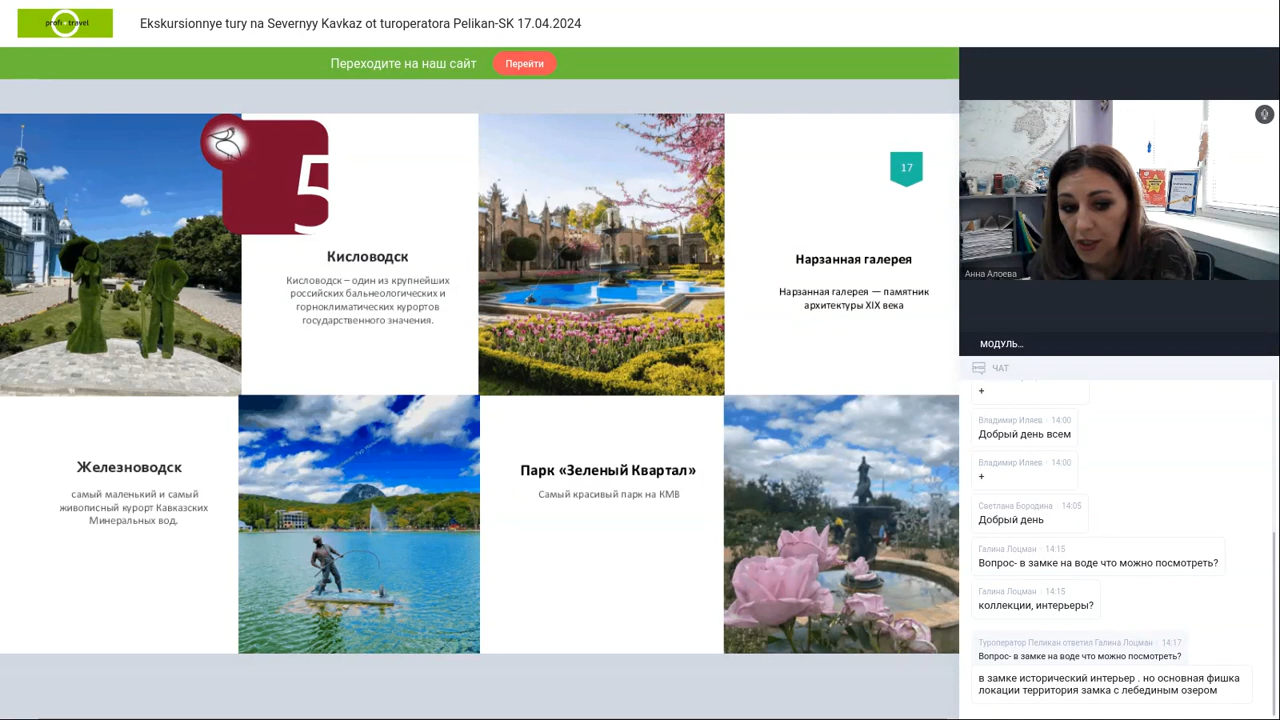 profi travel
Ekskursionnye tury na Severnyy Kavkaz ot turoperatora Pelikan-SK 17.04.2024
Переходите на наш сайт
Перейти
5
Кисловодск
Кисловодск – один из крупнейших
российских бальнеологических и
горноклиматических курортов
государственного значения.
17
Нарзанная галерея
Нарзанная галерея — памятник
архитектуры XIX века
Железноводск
самый маленький и самый
живописный курорт Кавказских
Минеральных вод.
Парк «Зеленый Квартал»
Самый красивый парк на КМВ
Анна Алоева
МОДУЛЬ…
ЧАТ
+
Владимир Иляев · 14:00
Добрый день всем
Владимир Иляев · 14:00
+
Светлана Бородина · 14:05
Добрый день
Галина Лоцман · 14:15
Вопрос- в замке на воде что можно посмотреть?
Галина Лоцман · 14:15
коллекции, интерьеры?
Туроператор Пеликан ответил Галина Лоцман · 14:17
Вопрос- в замке на воде что можно посмотреть?
в замке исторический интерьер . но основная фишка
локации территория замка с лебединым озером